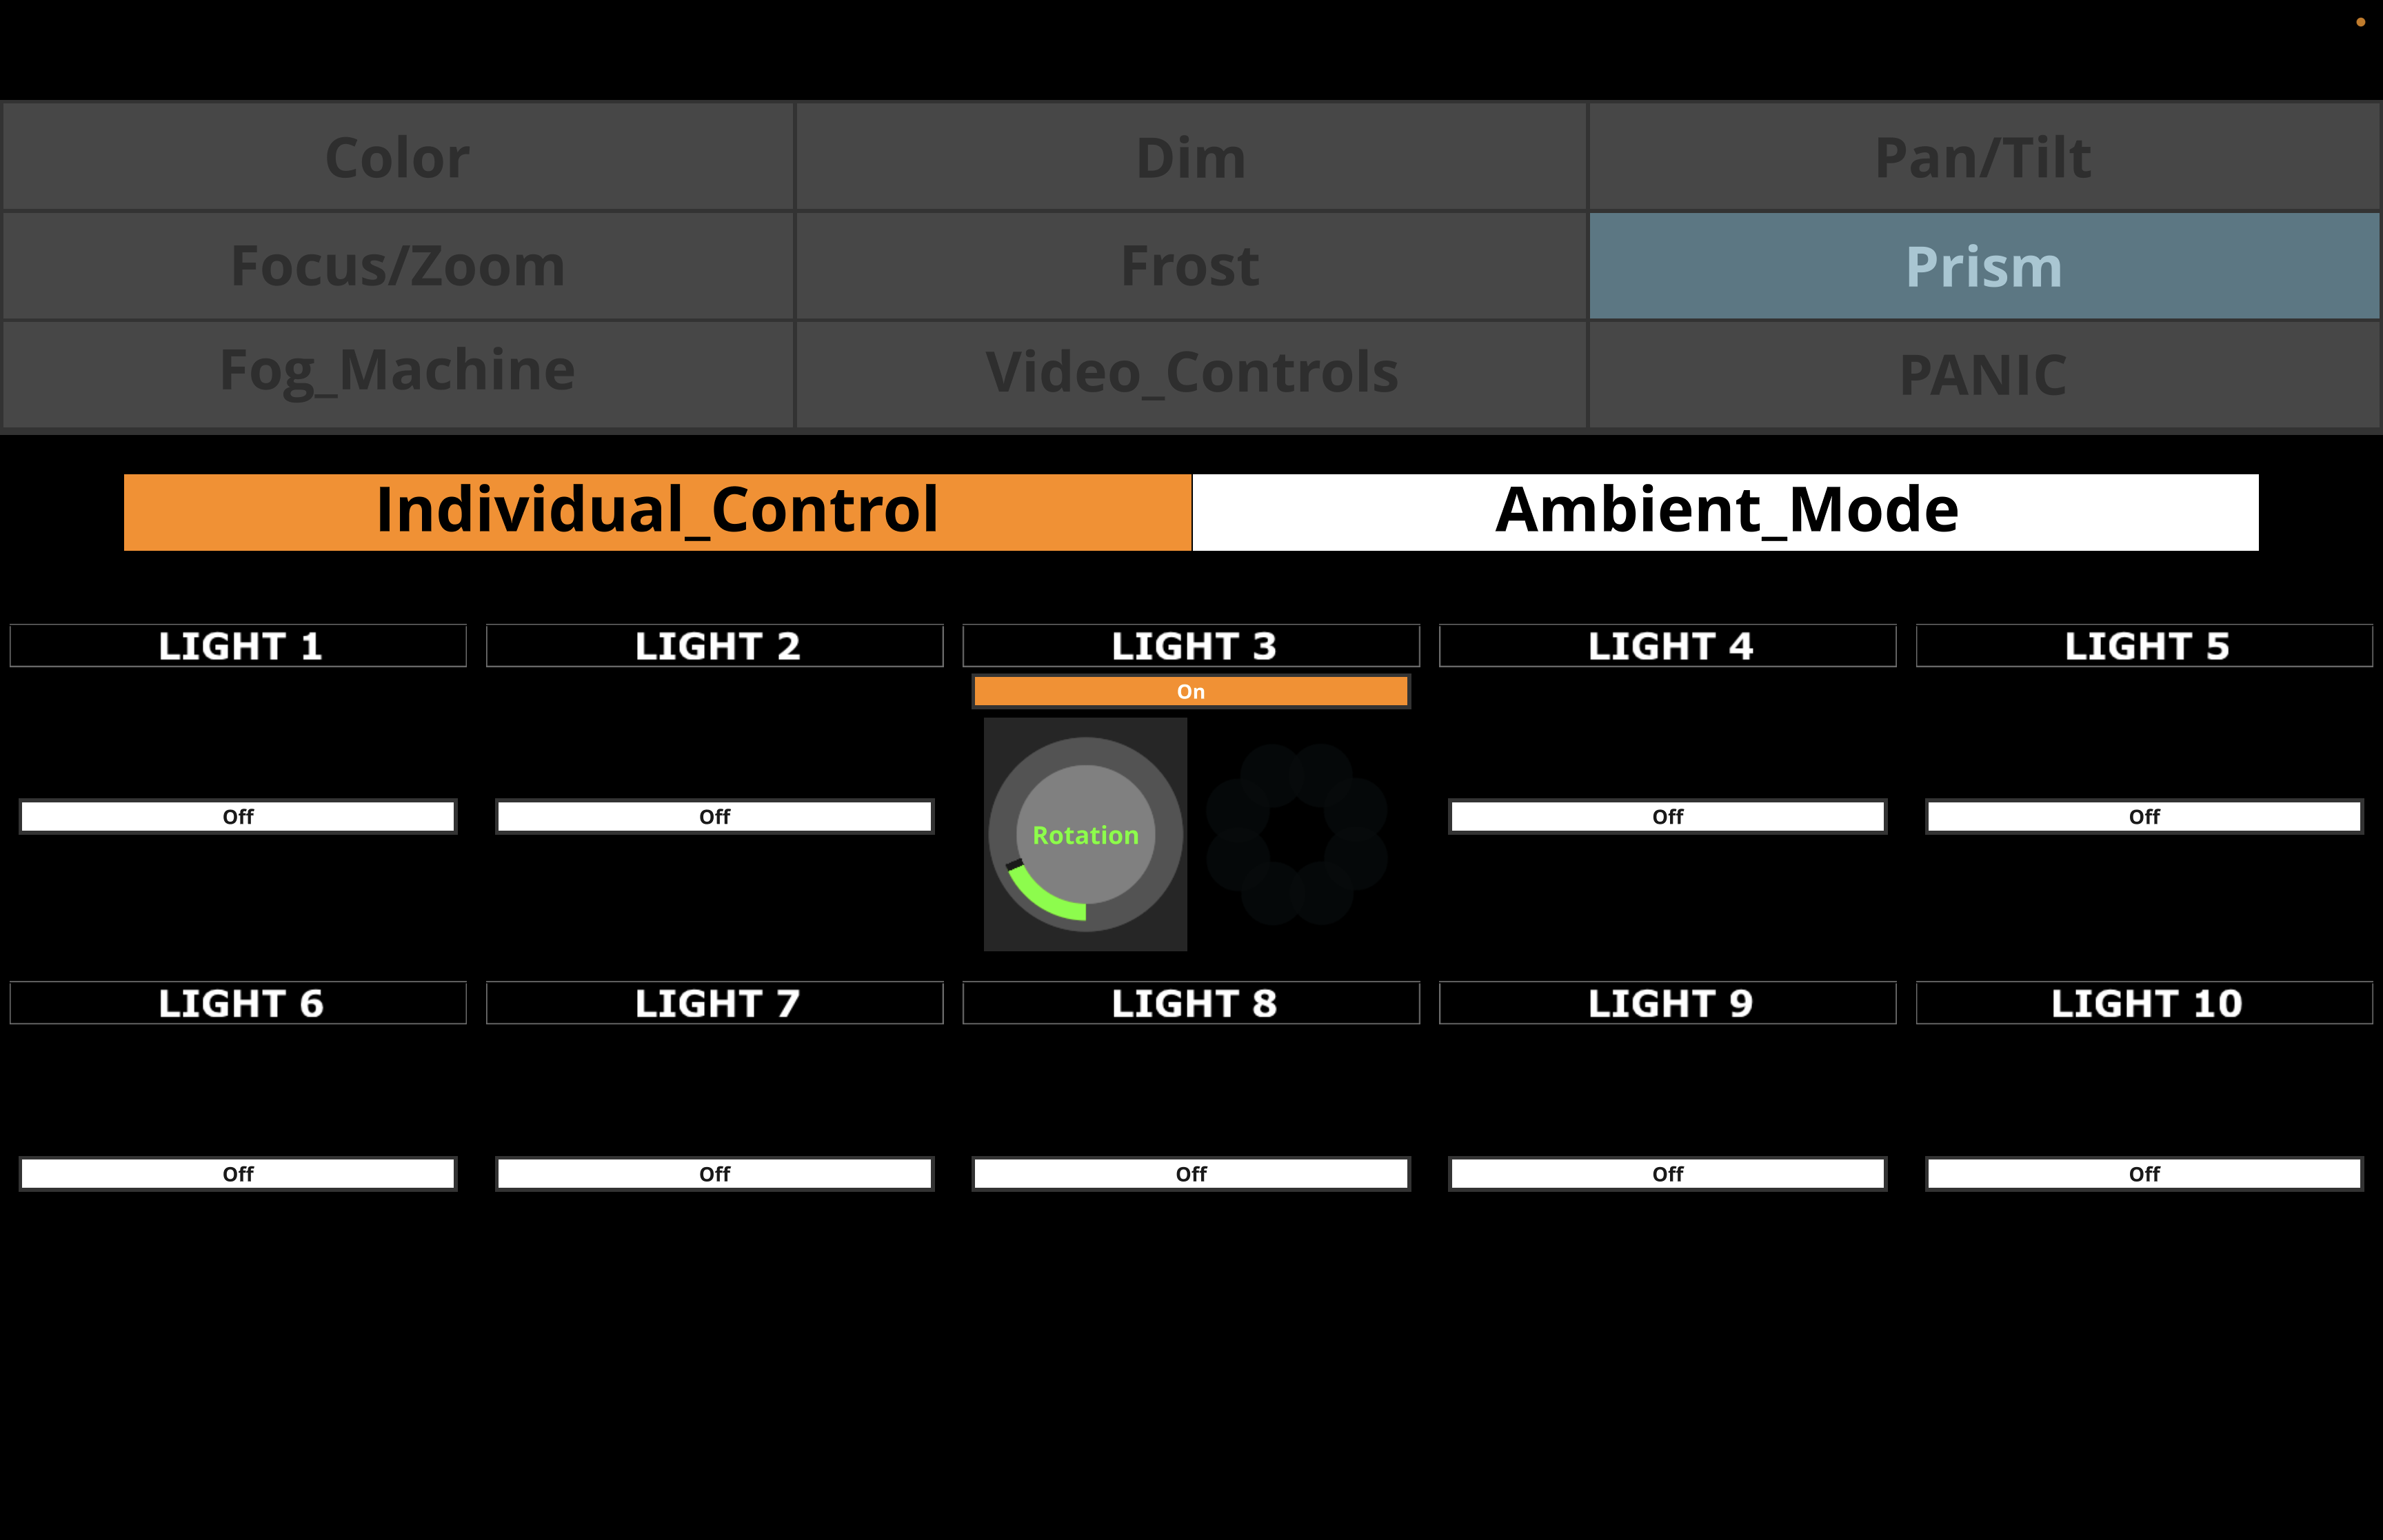 Color Dim Pan/Tilt
Focus/Zoom Frost Prism
Fog_Machine Video_Controls PANIC
Individual_Control Ambient_Mode
LIGHT 1 LIGHT 2 LIGHT 3 LIGHT 4 LIGHT 5
On
Off Off Off Off
Rotation
LIGHT 6 LIGHT 7 LIGHT 8 LIGHT 9 LIGHT 10
Off Off Off Off Off